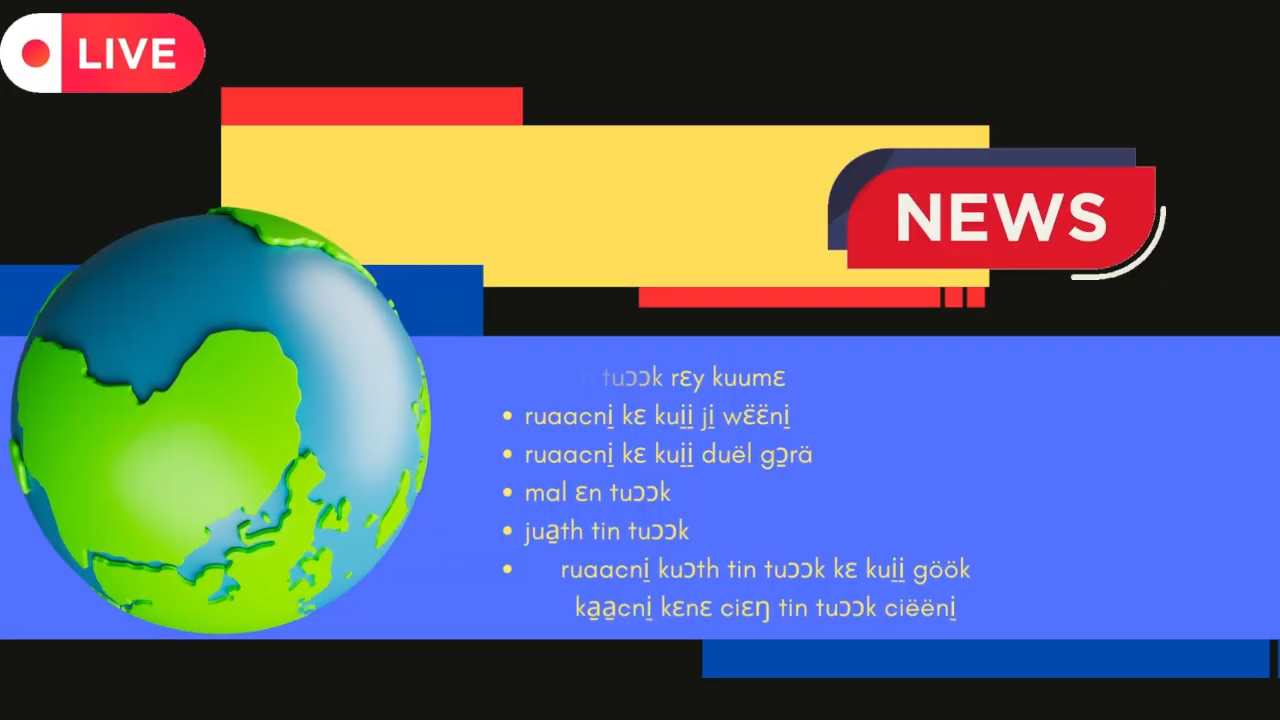 LIVE
NEWS
tuɔɔk rɛy kuumɛ
• ruaacni̱ kɛ kui̱i̱ ji̱ wɛ̈ɛ̈ni̱
• ruaacni̱ kɛ kui̱i̱ duël gɔ̱rä
• mal ɛn tuɔɔk
• jua̱th tin tuɔɔk
• ruaacni̱ kuɔth tin tuɔɔk kɛ kui̱i̱ göök
ka̱a̱cni̱ kɛnɛ ciɛŋ tin tuɔɔk ciëëni̱